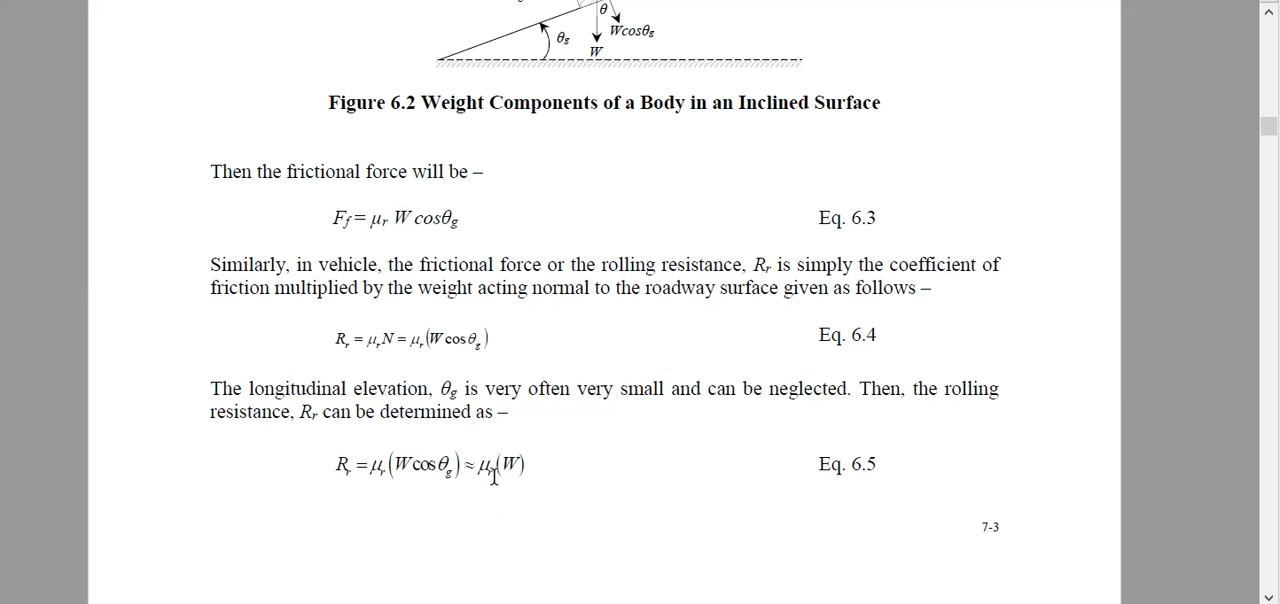 θ
Wcosθg
θg
W
Figure 6.2 Weight Components of a Body in an Inclined Surface
Then the frictional force will be –
Ff = μr W cosθg Eq. 6.3
Similarly, in vehicle, the frictional force or the rolling resistance, Rr is simply the coefficient of
friction multiplied by the weight acting normal to the roadway surface given as follows –
Rr = μrN = μr(W cosθg) Eq. 6.4
The longitudinal elevation, θg is very often very small and can be neglected. Then, the rolling
resistance, Rr can be determined as –
Rr = μr(W cosθg) ≈ μr(W) Eq. 6.5
7-3